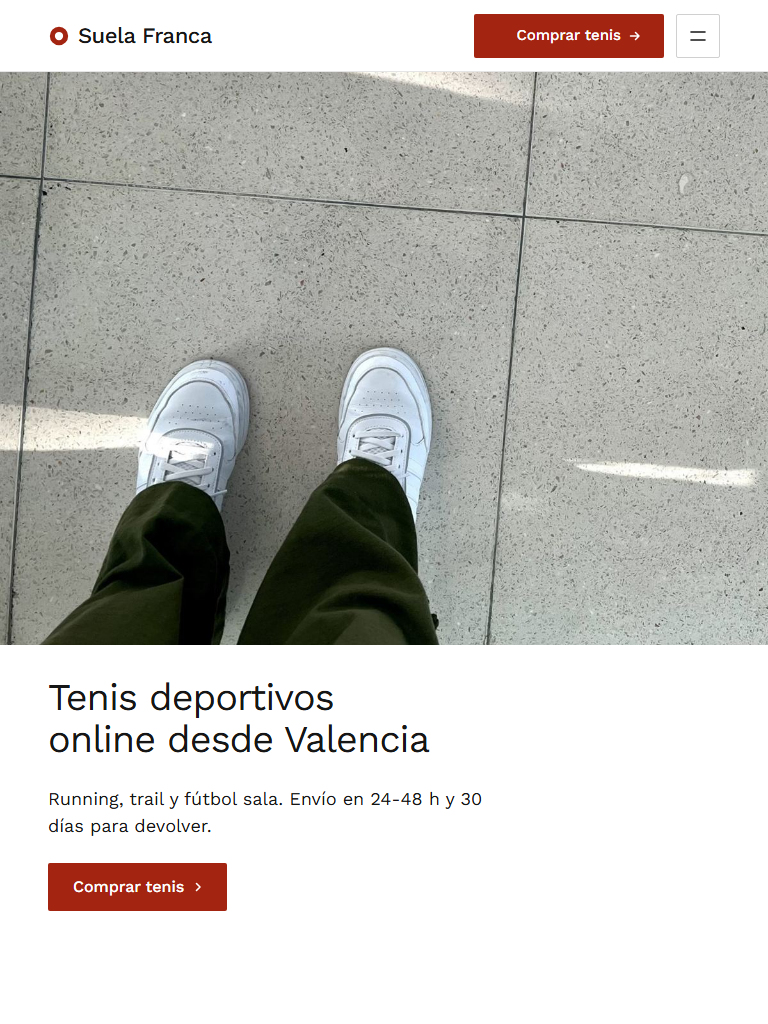 Suela Franca
Comprar tenis
Tenis deportivos
online desde Valencia
Running, trail y fútbol sala. Envío en 24-48 h y 30
días para devolver.
Comprar tenis